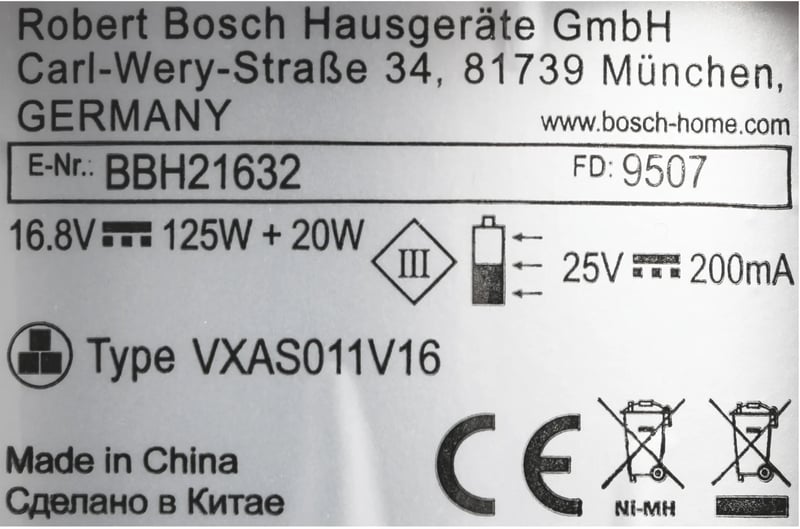 Robert Bosch Hausgeräte GmbH
Carl-Wery-Straße 34, 81739 München,
GERMANY
www.bosch-home.com
E-Nr.: BBH21632 FD: 9507
16.8V 125W + 20W III 25V 200mA
Type VXAS011V16
CE
Made in China
Сделано в Китае
Ni-MH